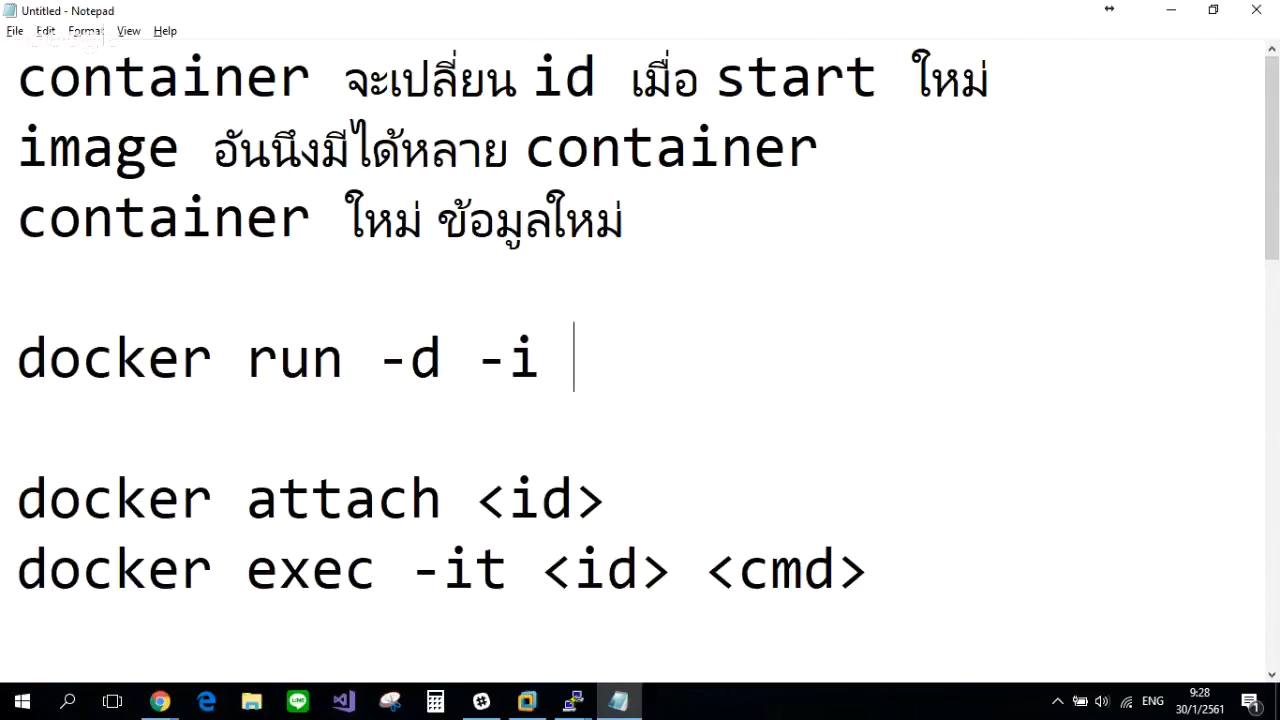 Untitled - Notepad
File Edit Format View Help
container จะเปลี่ยน id เมื่อ start ใหม่
image อันนึงมีได้หลาย container
container ใหม่ ข้อมูลใหม่
docker run -d -i
docker attach <id>
docker exec -it <id> <cmd>
ENG
9:28
30/1/2561
1